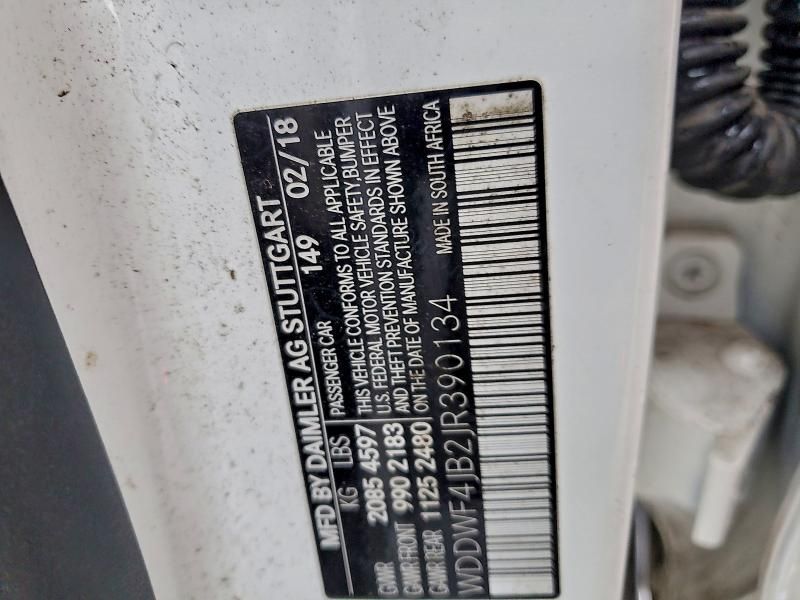 MFD BY DAIMLER AG STUTTGART
KG LBS 149 02/18
PASSENGER CAR
GVWR 2085 4597 THIS VEHICLE CONFORMS TO ALL APPLICABLE
U.S. FEDERAL MOTOR VEHICLE SAFETY,BUMPER
GAWR FRONT 990 2183 AND THEFT PREVENTION STANDARDS IN EFFECT
GAWR REAR 1125 2480 ON THE DATE OF MANUFACTURE SHOWN ABOVE
WDDWF4JB2JR390134 MADE IN SOUTH AFRICA